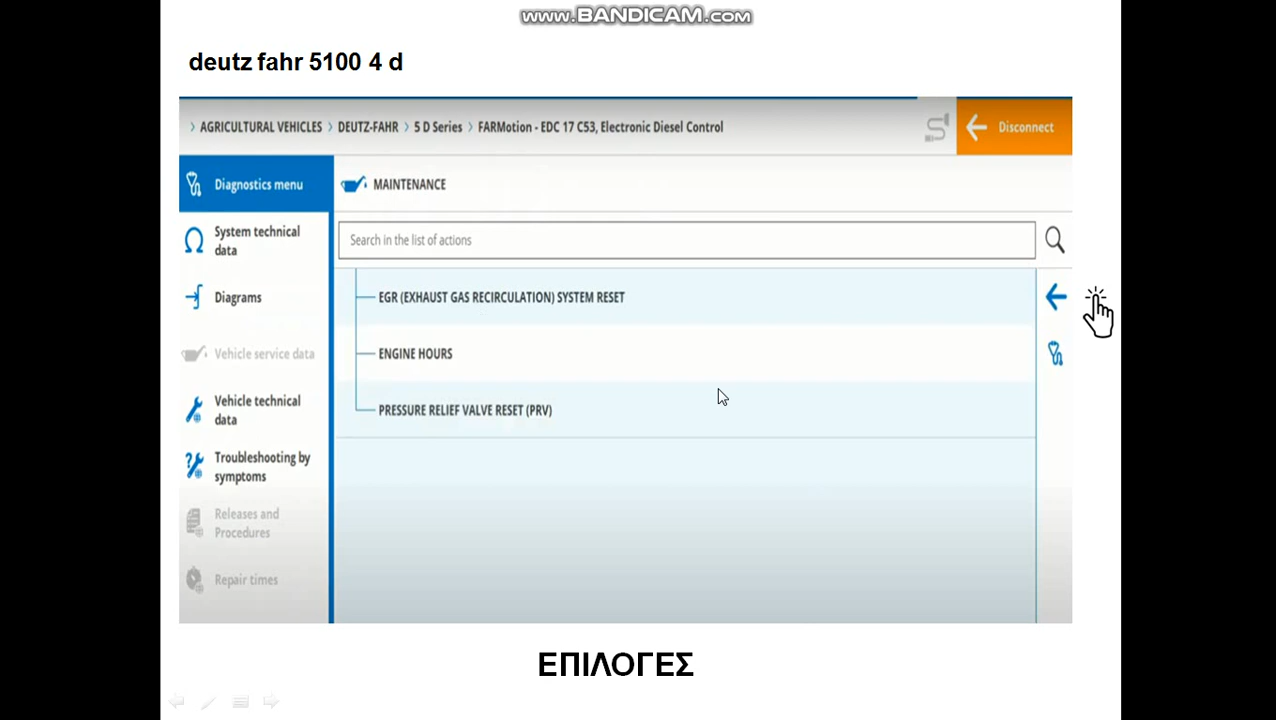 www.BANDICAM.com
deutz fahr 5100 4 d
> AGRICULTURAL VEHICLES > DEUTZ-FAHR > 5 D Series > FARMotion - EDC 17 C53, Electronic Diesel Control
Disconnect
Diagnostics menu
MAINTENANCE
System technical
data
Search in the list of actions
Diagrams
EGR (EXHAUST GAS RECIRCULATION) SYSTEM RESET
Vehicle service data
ENGINE HOURS
Vehicle technical
data
PRESSURE RELIEF VALVE RESET (PRV)
Troubleshooting by
symptoms
Releases and
Procedures
Repair times
ΕΠΙΛΟΓΕΣ